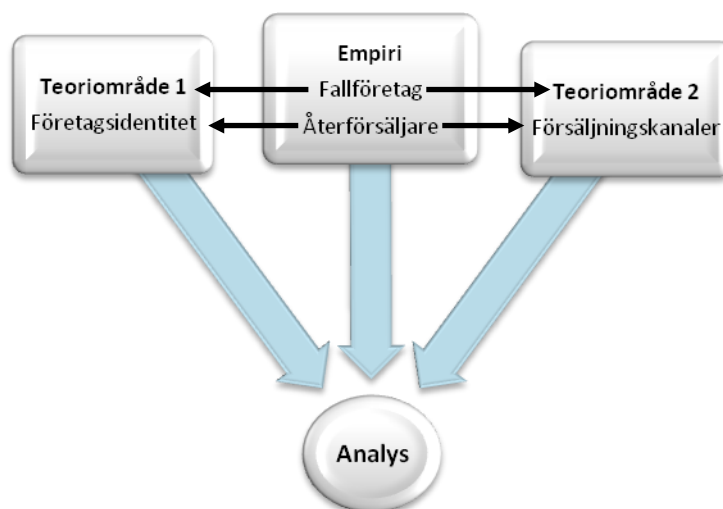 Teoriområde 1
Företagsidentitet
Empiri
Fallföretag
Återförsäljare
Teoriområde 2
Försäljningskanaler
Analys